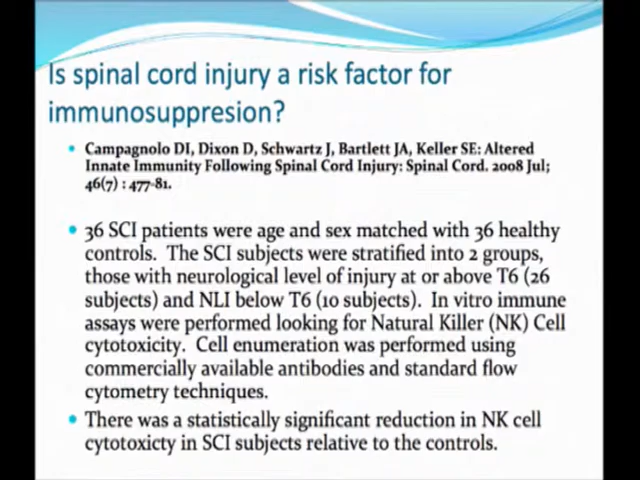 Is spinal cord injury a risk factor for
immunosuppresion?
Campagnolo DI, Dixon D, Schwartz J, Bartlett JA, Keller SE: Altered
Innate Immunity Following Spinal Cord Injury: Spinal Cord. 2008 Jul;
46(7) : 477-81.
36 SCI patients were age and sex matched with 36 healthy
controls. The SCI subjects were stratified into 2 groups,
those with neurological level of injury at or above T6 (26
subjects) and NLI below T6 (10 subjects). In vitro immune
assays were performed looking for Natural Killer (NK) Cell
cytotoxicity. Cell enumeration was performed using
commercially available antibodies and standard flow
cytometry techniques.
There was a statistically significant reduction in NK cell
cytotoxicty in SCI subjects relative to the controls.